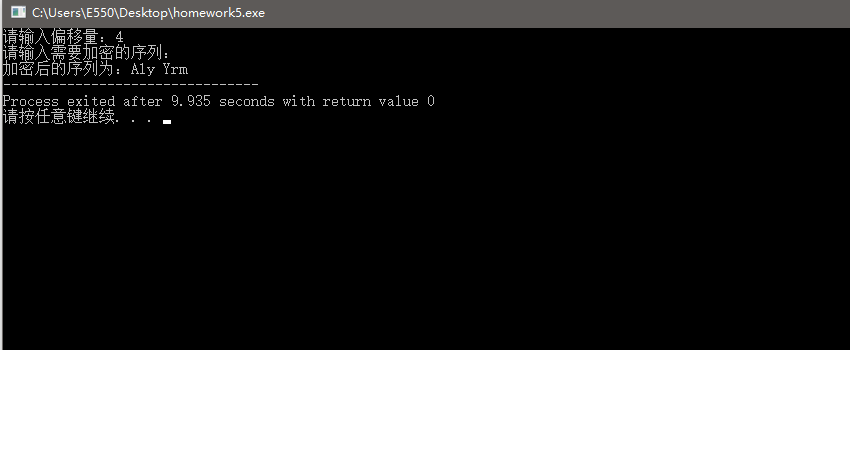 C:\Users\E550\Desktop\homework5.exe
请输入偏移量：4
请输入需要加密的序列：
加密后的序列为：Aly Yrm
--------------------------------
Process exited after 9.935 seconds with return value 0
请按任意键继续. . .